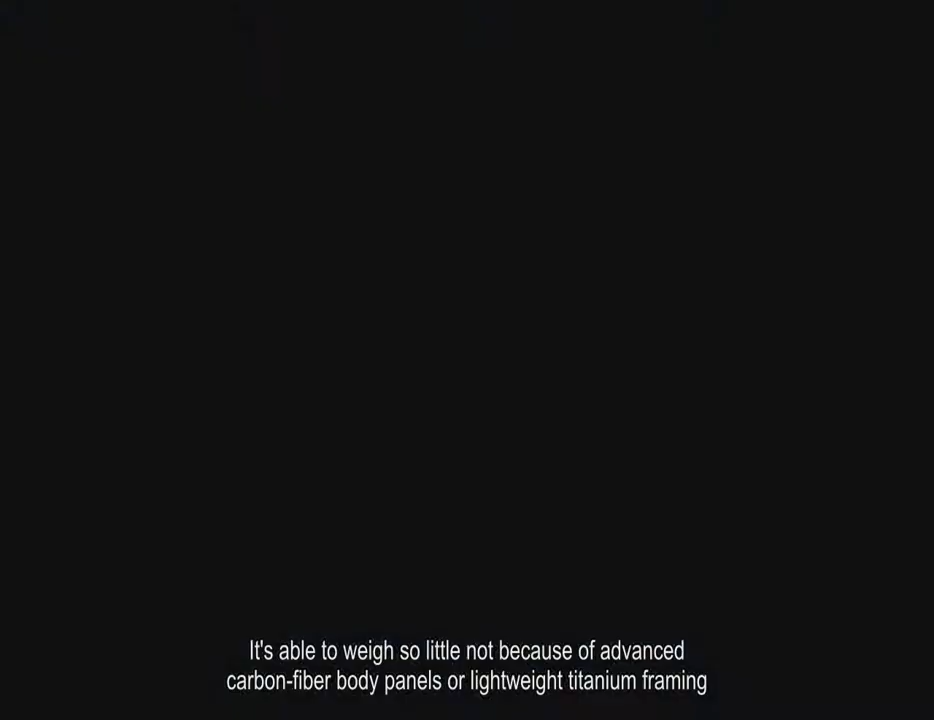 It's able to weigh so little not because of advanced
carbon-fiber body panels or lightweight titanium framing